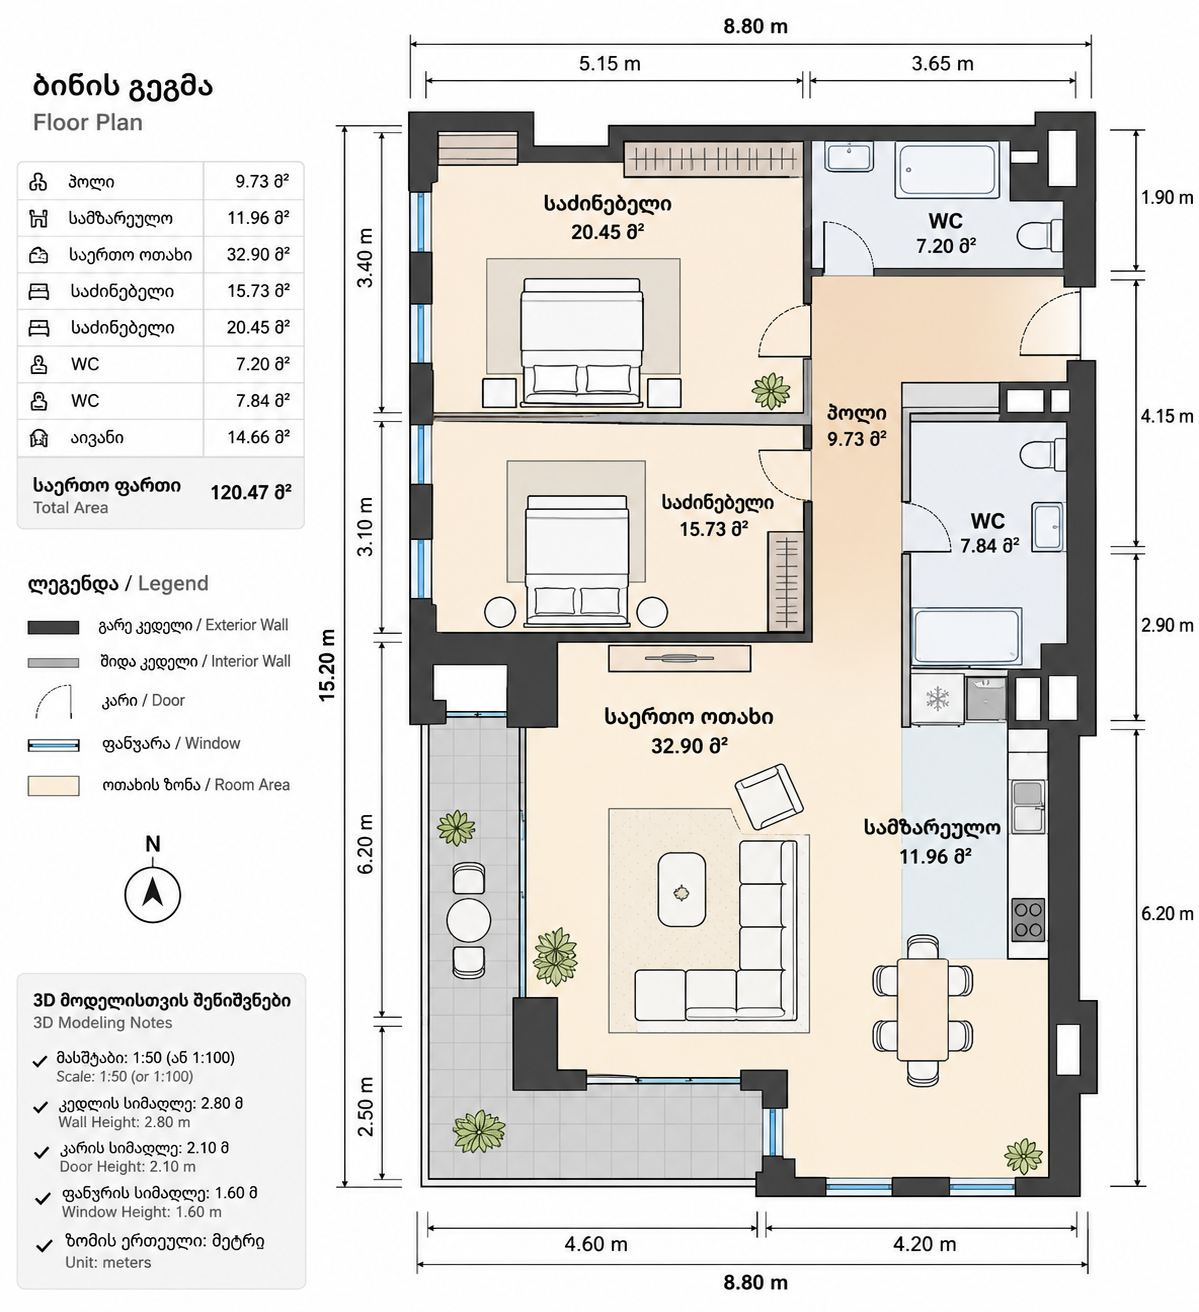 ბინის გეგმა
Floor Plan
ჰოლი 9.73 მ²
სამზარეულო 11.96 მ²
საერთო ოთახი 32.90 მ²
საძინებელი 15.73 მ²
საძინებელი 20.45 მ²
WC 7.20 მ²
WC 7.84 მ²
აივანი 14.66 მ²
საერთო ფართი 120.47 მ²
Total Area
ლეგენდა / Legend
გარე კედელი / Exterior Wall
შიდა კედელი / Interior Wall
კარი / Door
ფანჯარა / Window
ოთახის ზონა / Room Area
N
3D მოდელისთვის შენიშვნები
3D Modeling Notes
მასშტაბი: 1:50 (ან 1:100)
Scale: 1:50 (or 1:100)
კედლის სიმაღლე: 2.80 მ
Wall Height: 2.80 m
კარის სიმაღლე: 2.10 მ
Door Height: 2.10 m
ფანჯრის სიმაღლე: 1.60 მ
Window Height: 1.60 m
ზომის ერთეული: მეტრი
Unit: meters
8.80 m
5.15 m
3.65 m
15.20 m
3.40 m
3.10 m
6.20 m
2.50 m
საძინებელი
20.45 მ²
WC
7.20 მ²
ჰოლი
9.73 მ²
საძინებელი
15.73 მ²
WC
7.84 მ²
საერთო ოთახი
32.90 მ²
სამზარეულო
11.96 მ²
1.90 m
4.15 m
2.90 m
6.20 m
4.60 m
4.20 m
8.80 m